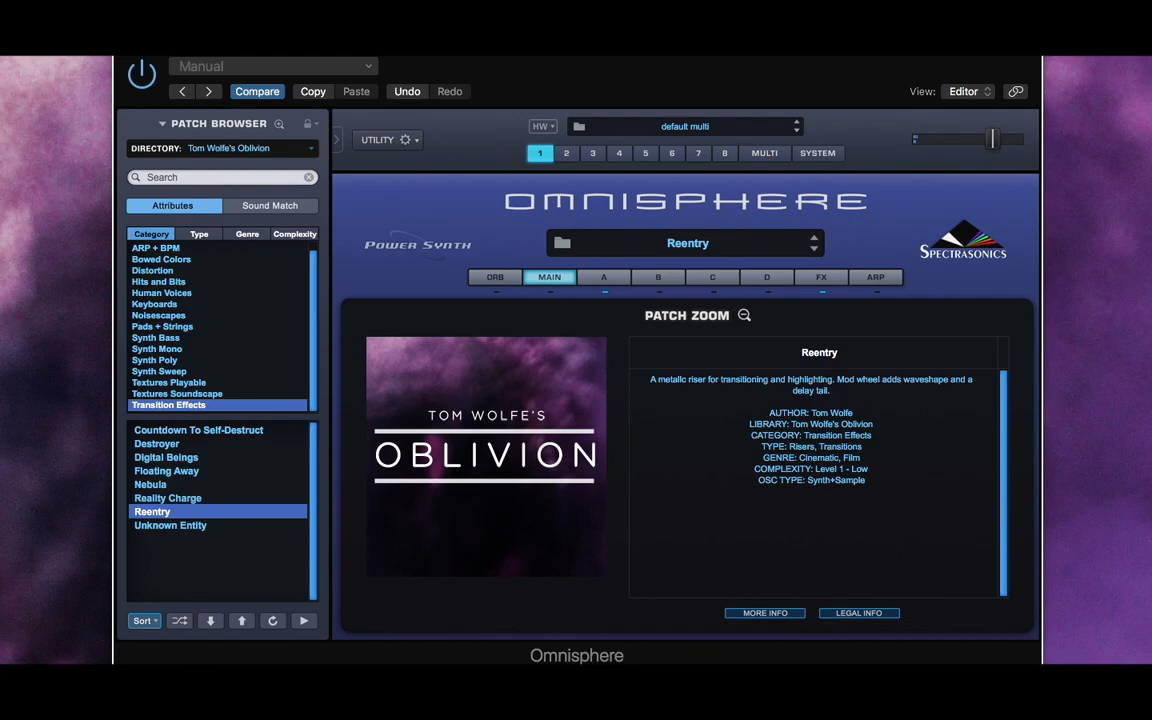 Manual
Compare
Copy
Paste
Undo
Redo
View:
Editor
PATCH BROWSER
DIRECTORY: Tom Wolfe's Oblivion
Search
Attributes
Sound Match
Category
Type
Genre
Complexity
ARP + BPM
Bowed Colors
Distortion
Hits and Bits
Human Voices
Keyboards
Noisescapes
Pads + Strings
Synth Bass
Synth Mono
Synth Poly
Synth Sweep
Textures Playable
Textures Soundscape
Transition Effects
Countdown To Self-Destruct
Destroyer
Digital Beings
Floating Away
Nebula
Reality Charge
Reentry
Unknown Entity
Sort
UTILITY
HW
default multi
1 2 3 4 5 6 7 8 MULTI SYSTEM
OMNISPHERE
POWER SYNTH
Reentry
SPECTRASONICS
ORB MAIN A B C D FX ARP
PATCH ZOOM
TOM WOLFE'S
OBLIVION
Reentry
A metalic riser for transitioning and highlighting. Mod wheel adds waveshape and a
delay tail.
AUTHOR: Tom Wolfe
LIBRARY: Tom Wolfe's Oblivion
CATEGORY: Transition Effects
TYPE: Risers, Transitions
GENRE: Cinematic, Film
COMPLEXITY: Level 1 - Low
OSC TYPE: Synth+Sample
MORE INFO
LEGAL INFO
Omnisphere